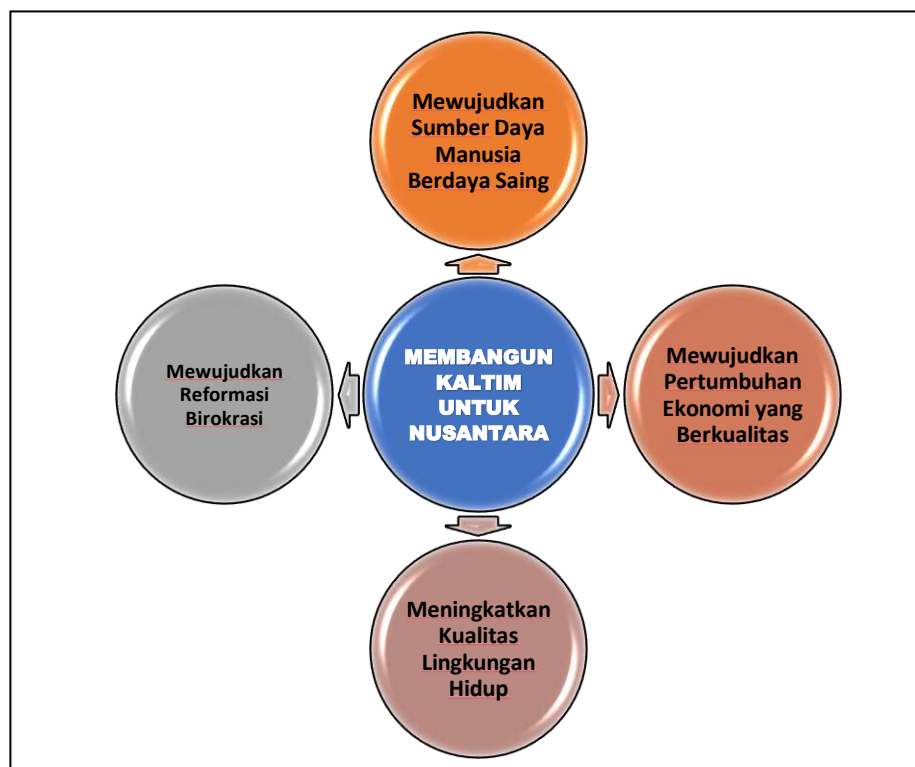 Mewujudkan
Sumber Daya
Manusia
Berdaya Saing
Mewujudkan
Reformasi
Birokrasi
MEMBANGUN
KALTIM
UNTUK
NUSANTARA
Mewujudkan
Pertumbuhan
Ekonomi yang
Berkualitas
Meningkatkan
Kualitas
Lingkungan
Hidup